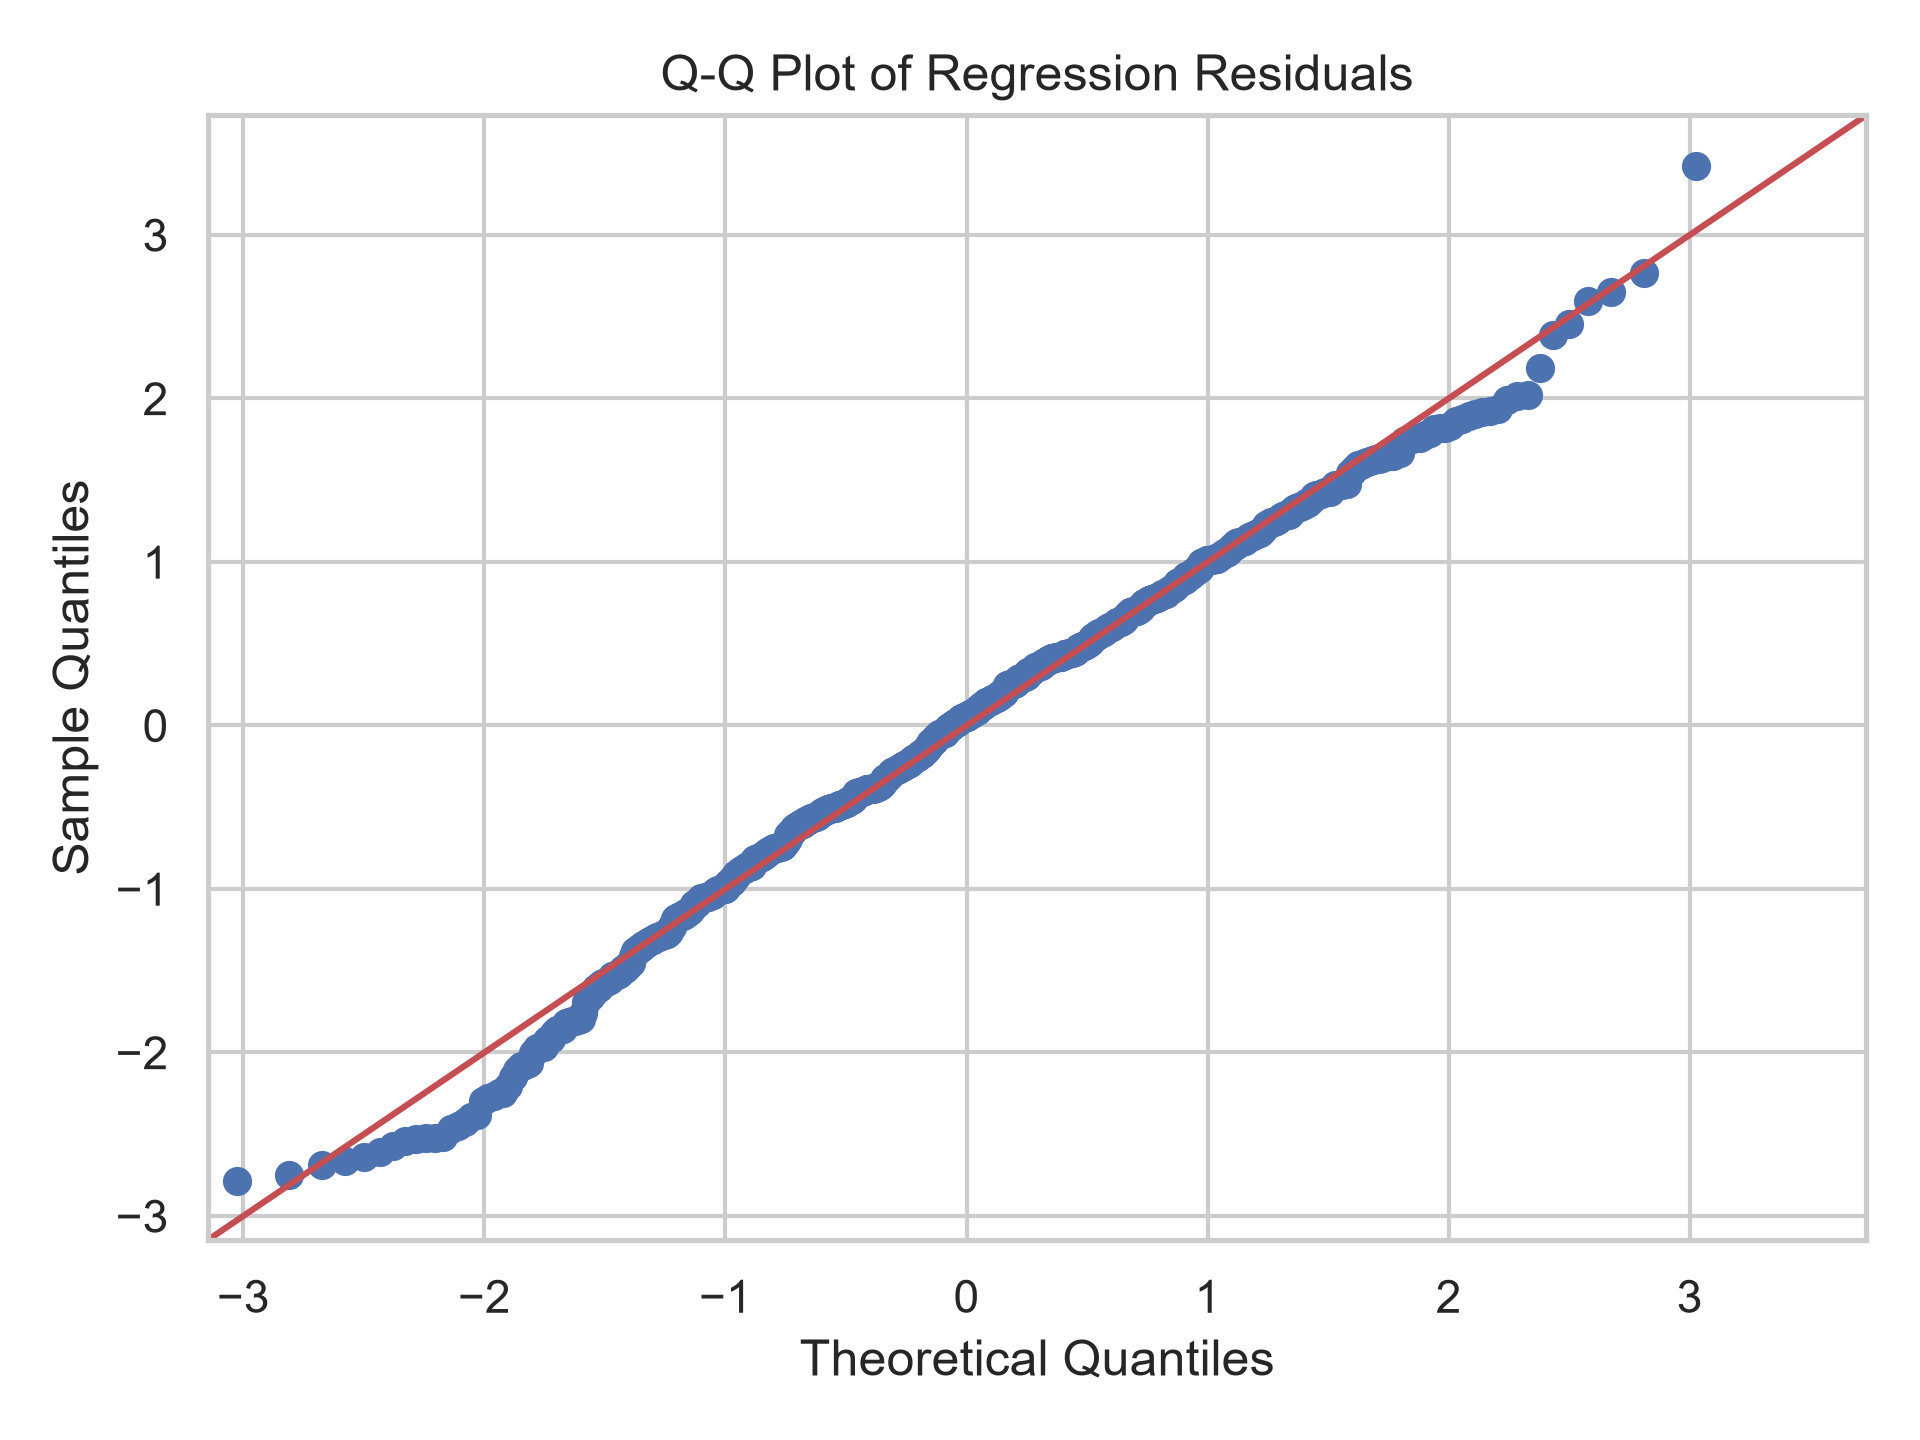 Q-Q Plot of Regression Residuals
Sample Quantiles
3
2
1
0
−1
−2
−3
−3 −2 −1 0 1 2 3
Theoretical Quantiles